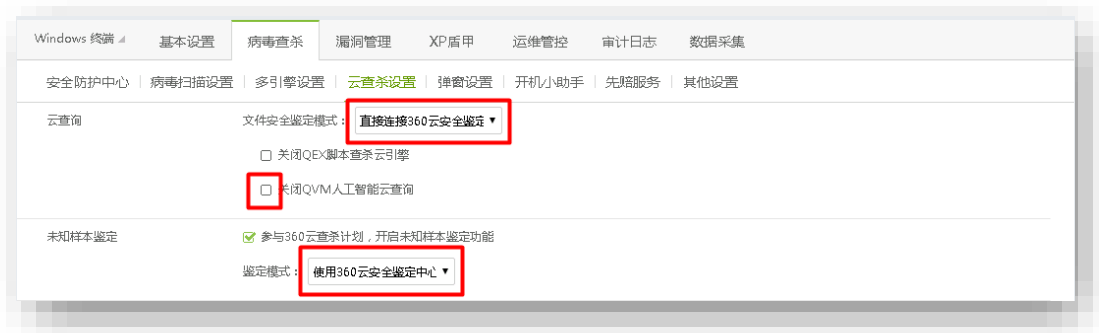 Windows 终端 基本设置 病毒查杀 漏洞管理 XP盾甲 运维管控 审计日志 数据采集
安全防护中心 病毒扫描设置 多引擎设置 云查杀设置 弹窗设置 开机小助手 先赔服务 其他设置
云查询 文件安全鉴定模式： 直接连接360云安全鉴定
关闭QEX脚本查杀云引擎
关闭QVM人工智能云查询
未知样本鉴定 参与360云查杀计划，开启未知样本鉴定功能
鉴定模式： 使用360云安全鉴定中心